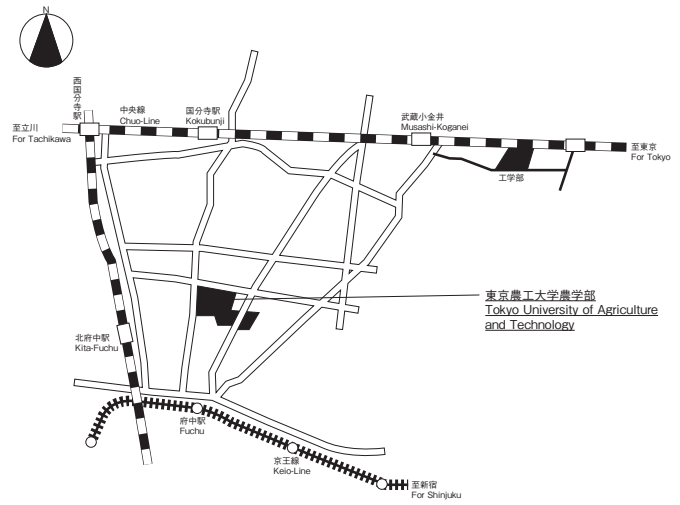 N
西国分寺駅
中央線
Chuo-Line
国分寺駅
Kokubunji
武蔵小金井
Musashi-Koganei
至立川
For Tachikawa
至東京
For Tokyo
工学部
東京農工大学農学部
Tokyo University of Agriculture
and Technology
北府中駅
Kita-Fuchu
府中駅
Fuchu
京王線
Keio-Line
至新宿
For Shinjuku